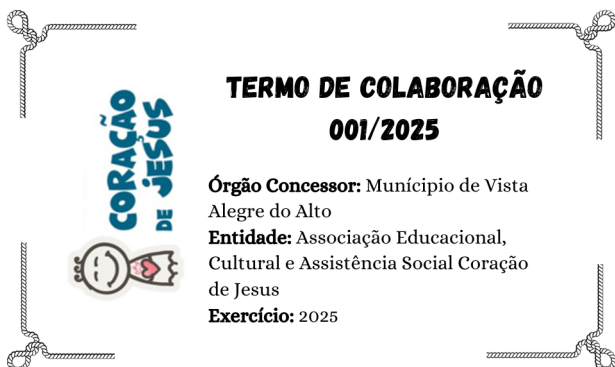 CORAÇÃO
DE JESUS
TERMO DE COLABORAÇÃO
001/2025
Órgão Concessor: Munícipio de Vista
Alegre do Alto
Entidade: Associação Educacional,
Cultural e Assistência Social Coração
de Jesus
Exercício: 2025